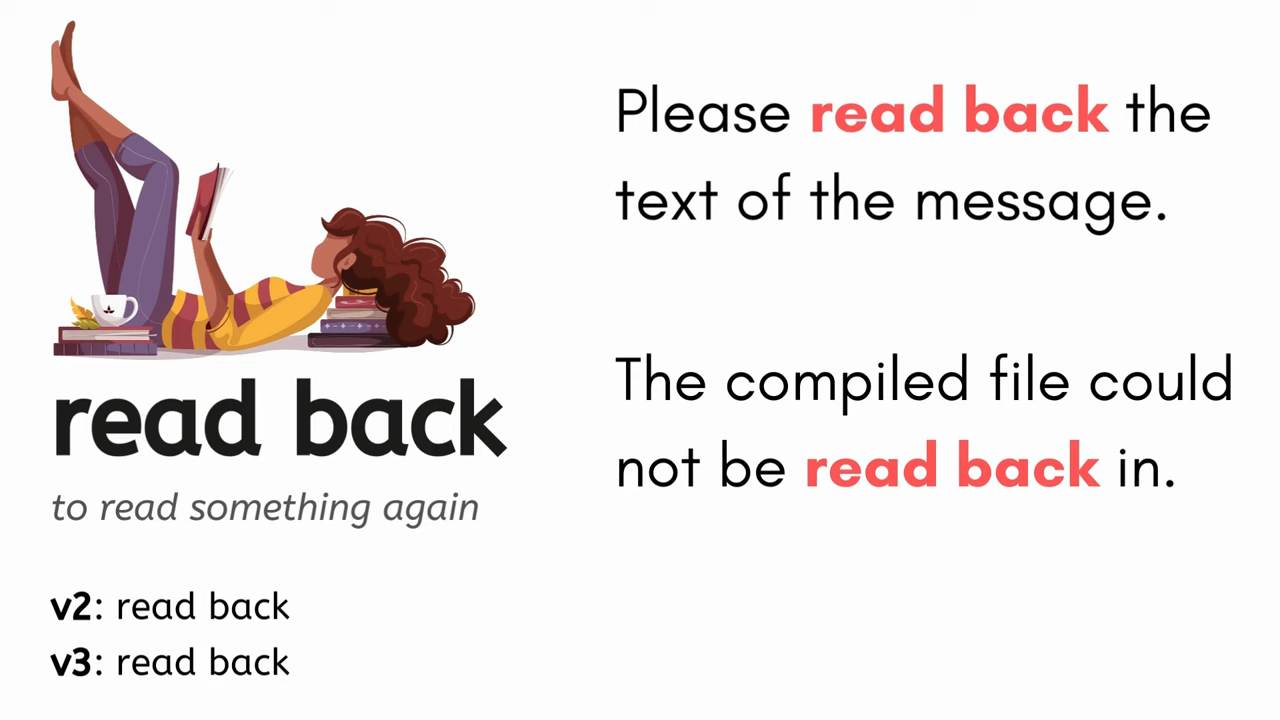 read back
to read something again
v2: read back
v3: read back
Please read back the
text of the message.
The compiled file could
not be read back in.